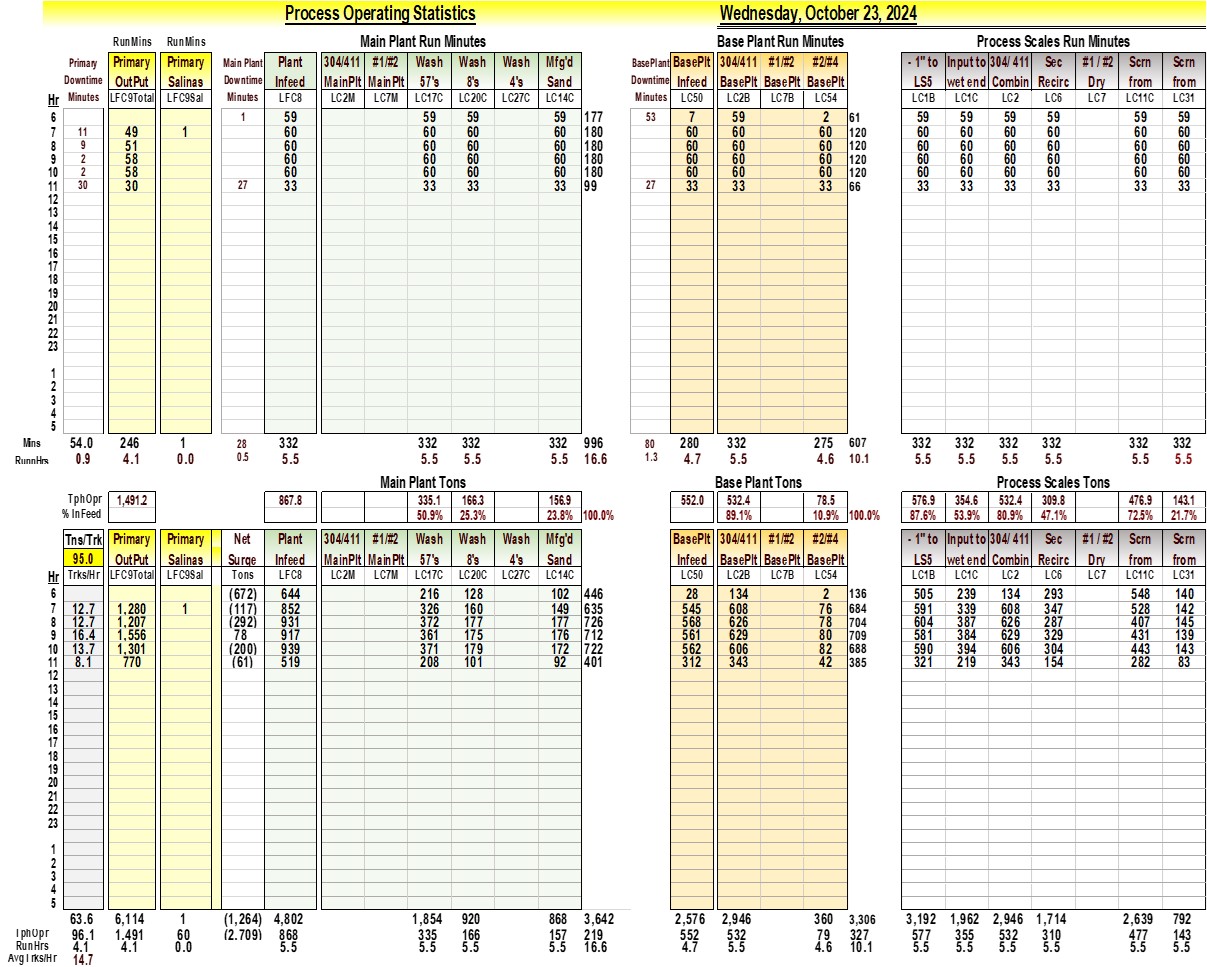 Process Operating Statistics Wednesday, October 23, 2024
RunMins RunMins Main Plant Run Minutes Base Plant Run Minutes Process Scales Run Minutes
Primary Primary Primary Main Plant Plant 304/411 #1/#2 Wash Wash Wash Mfg'd BasePlant BasePlt 304/411 #1/#2 #2/#4 - 1" to Input to 304/ 411 Sec #1 / #2 Scrn Scrn
Downtime OutPut Salinas Downtime Infeed MainPlt MainPlt 57's 8's 4's Sand Downtime Infeed BasePlt BasePlt BasePlt LS5 wet end Combin Recirc Dry from from
Hr Minutes LFC9Total LFC9Sal Minutes LFC8 LC2M LC7M LC17C LC20C LC27C LC14C Minutes LC50 LC2B LC7B LC54 LC1B LC1C LC2 LC6 LC7 LC11C LC31
6 1 59 59 59 59 177 53 7 59 2 61 59 59 59 59 59 59
7 11 49 1 60 60 60 60 180 60 60 60 120 60 60 60 60 60 60
8 9 51 60 60 60 60 180 60 60 60 120 60 60 60 60 60 60
9 2 58 60 60 60 60 180 60 60 60 120 60 60 60 60 60 60
10 2 58 60 60 60 60 180 60 60 60 120 60 60 60 60 60 60
11 30 30 27 33 33 33 33 99 27 33 33 33 66 33 33 33 33 33 33
12
13
14
15
16
17
18
19
20
21
22
23
1
2
3
4
5
Mins 54.0 246 1 28 332 332 332 332 996 80 280 332 275 607 332 332 332 332 332 332
RunnHrs 0.9 4.1 0.0 0.5 5.5 5.5 5.5 5.5 16.6 1.3 4.7 5.5 4.6 10.1 5.5 5.5 5.5 5.5 5.5 5.5
Main Plant Tons Base Plant Tons Process Scales Tons
TphOpr 1,491.2 867.8 335.1 166.3 156.9 552.0 532.4 78.5 576.9 354.6 532.4 309.8 476.9 143.1
% InFeed 50.9% 25.3% 23.8% 100.0% 89.1% 10.9% 100.0% 87.6% 53.9% 80.9% 47.1% 72.5% 21.7%
Tns/Trk Primary Primary Net Plant 304/411 #1/#2 Wash Wash Wash Mfg'd BasePlt 304/411 #1/#2 #2/#4 - 1" to Input to 304/ 411 Sec #1 / #2 Scrn Scrn
95.0 OutPut Salinas Surge Infeed MainPlt MainPlt 57's 8's 4's Sand Infeed BasePlt BasePlt BasePlt LS5 wet end Combin Recirc Dry from from
Hr Trks/Hr LFC9Total LFC9Sal Tons LFC8 LC2M LC7M LC17C LC20C LC27C LC14C LC50 LC2B LC7B LC54 LC1B LC1C LC2 LC6 LC7 LC11C LC31
6 (672) 644 216 128 102 446 28 134 2 136 505 239 134 293 548 140
7 12.7 1,280 1 (117) 852 326 160 149 635 545 608 76 684 591 339 608 347 528 142
8 12.7 1,207 (292) 931 372 177 177 726 568 626 78 704 604 387 626 287 407 145
9 16.4 1,556 78 917 361 175 176 712 561 629 80 709 581 384 629 329 431 139
10 13.7 1,301 (200) 939 371 179 172 722 562 606 82 688 590 394 606 304 443 143
11 8.1 770 (61) 519 208 101 92 401 312 343 42 385 321 219 343 154 282 83
12
13
14
15
16
17
18
19
20
21
22
23
1
2
3
4
5
63.6 6,114 1 (1,264) 4,802 1,854 920 868 3,642 2,576 2,946 360 3,306 3,192 1,962 2,946 1,714 2,639 792
TphOpr 96.1 1,491 60 (2,709) 868 335 166 157 219 552 532 79 327 577 355 532 310 477 143
RunHrs 4.1 4.1 0.0 5.5 5.5 5.5 5.5 16.6 4.7 5.5 4.6 10.1 5.5 5.5 5.5 5.5 5.5 5.5
AvgTrks/Hr 14.7